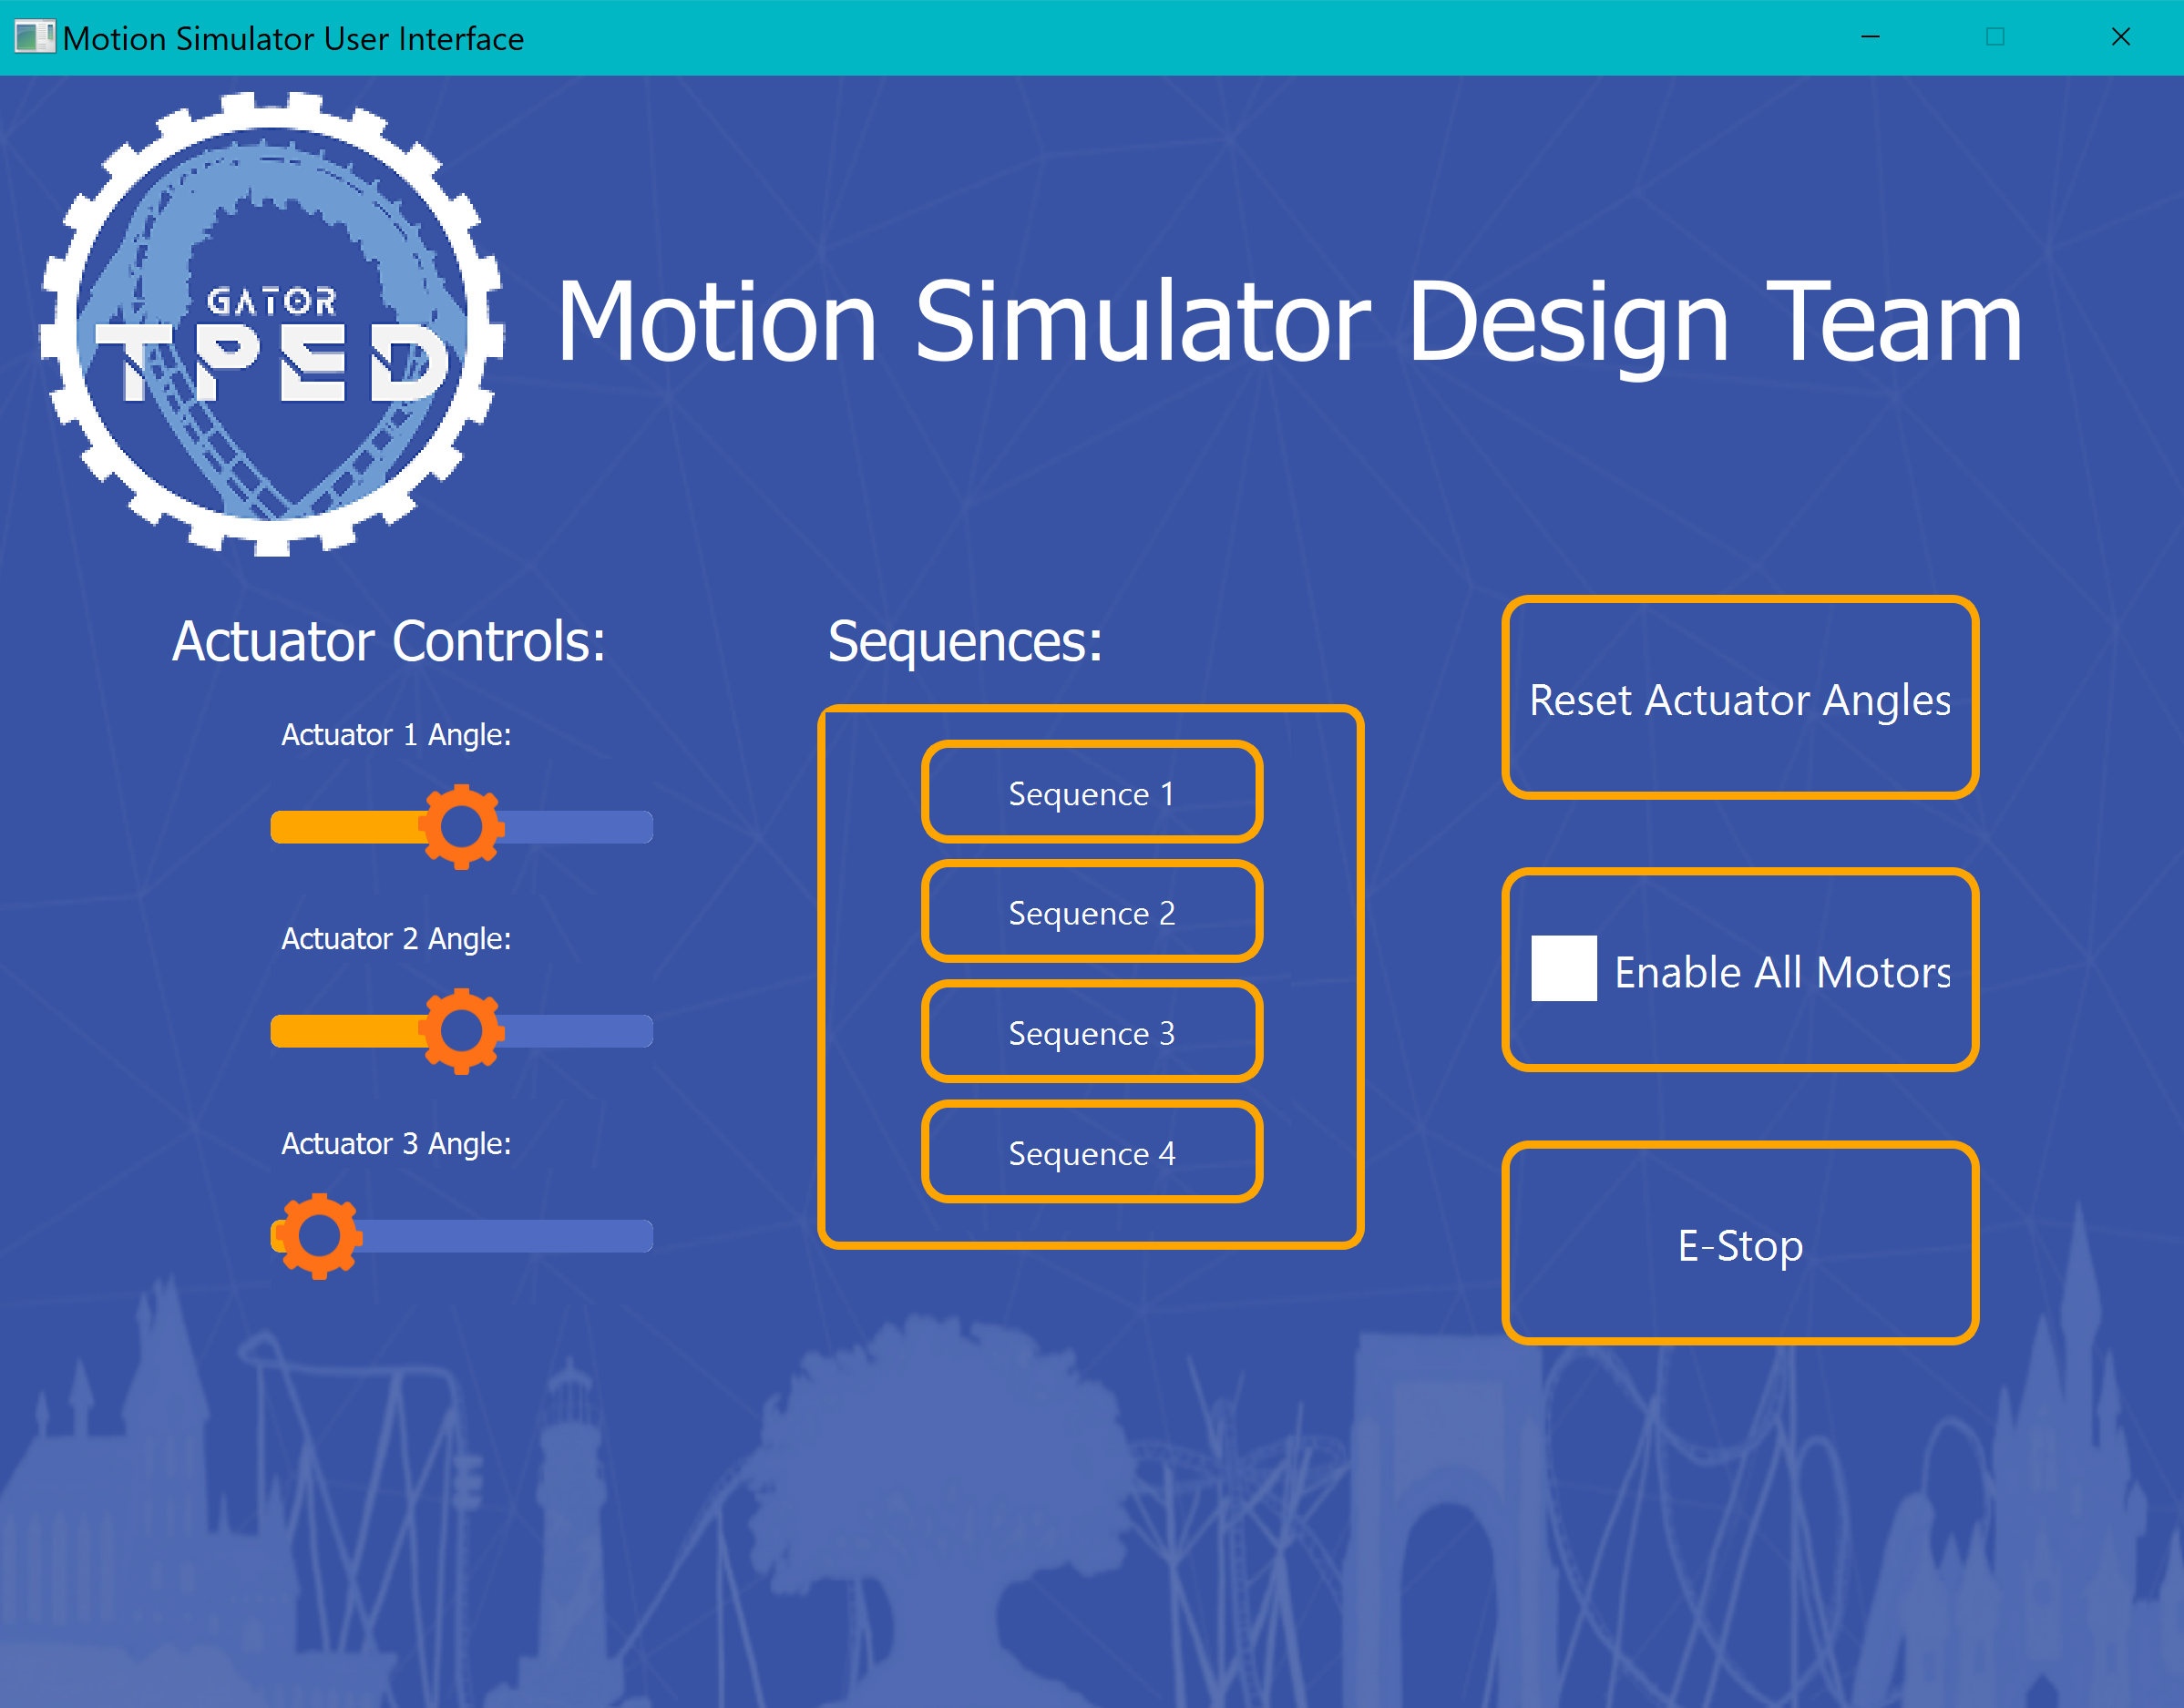 Motion Simulator User Interface
GATOR
TPED
Motion Simulator Design Team
Actuator Controls:
Actuator 1 Angle:
Actuator 2 Angle:
Actuator 3 Angle:
Sequences:
Sequence 1
Sequence 2
Sequence 3
Sequence 4
Reset Actuator Angles
Enable All Motors
E-Stop